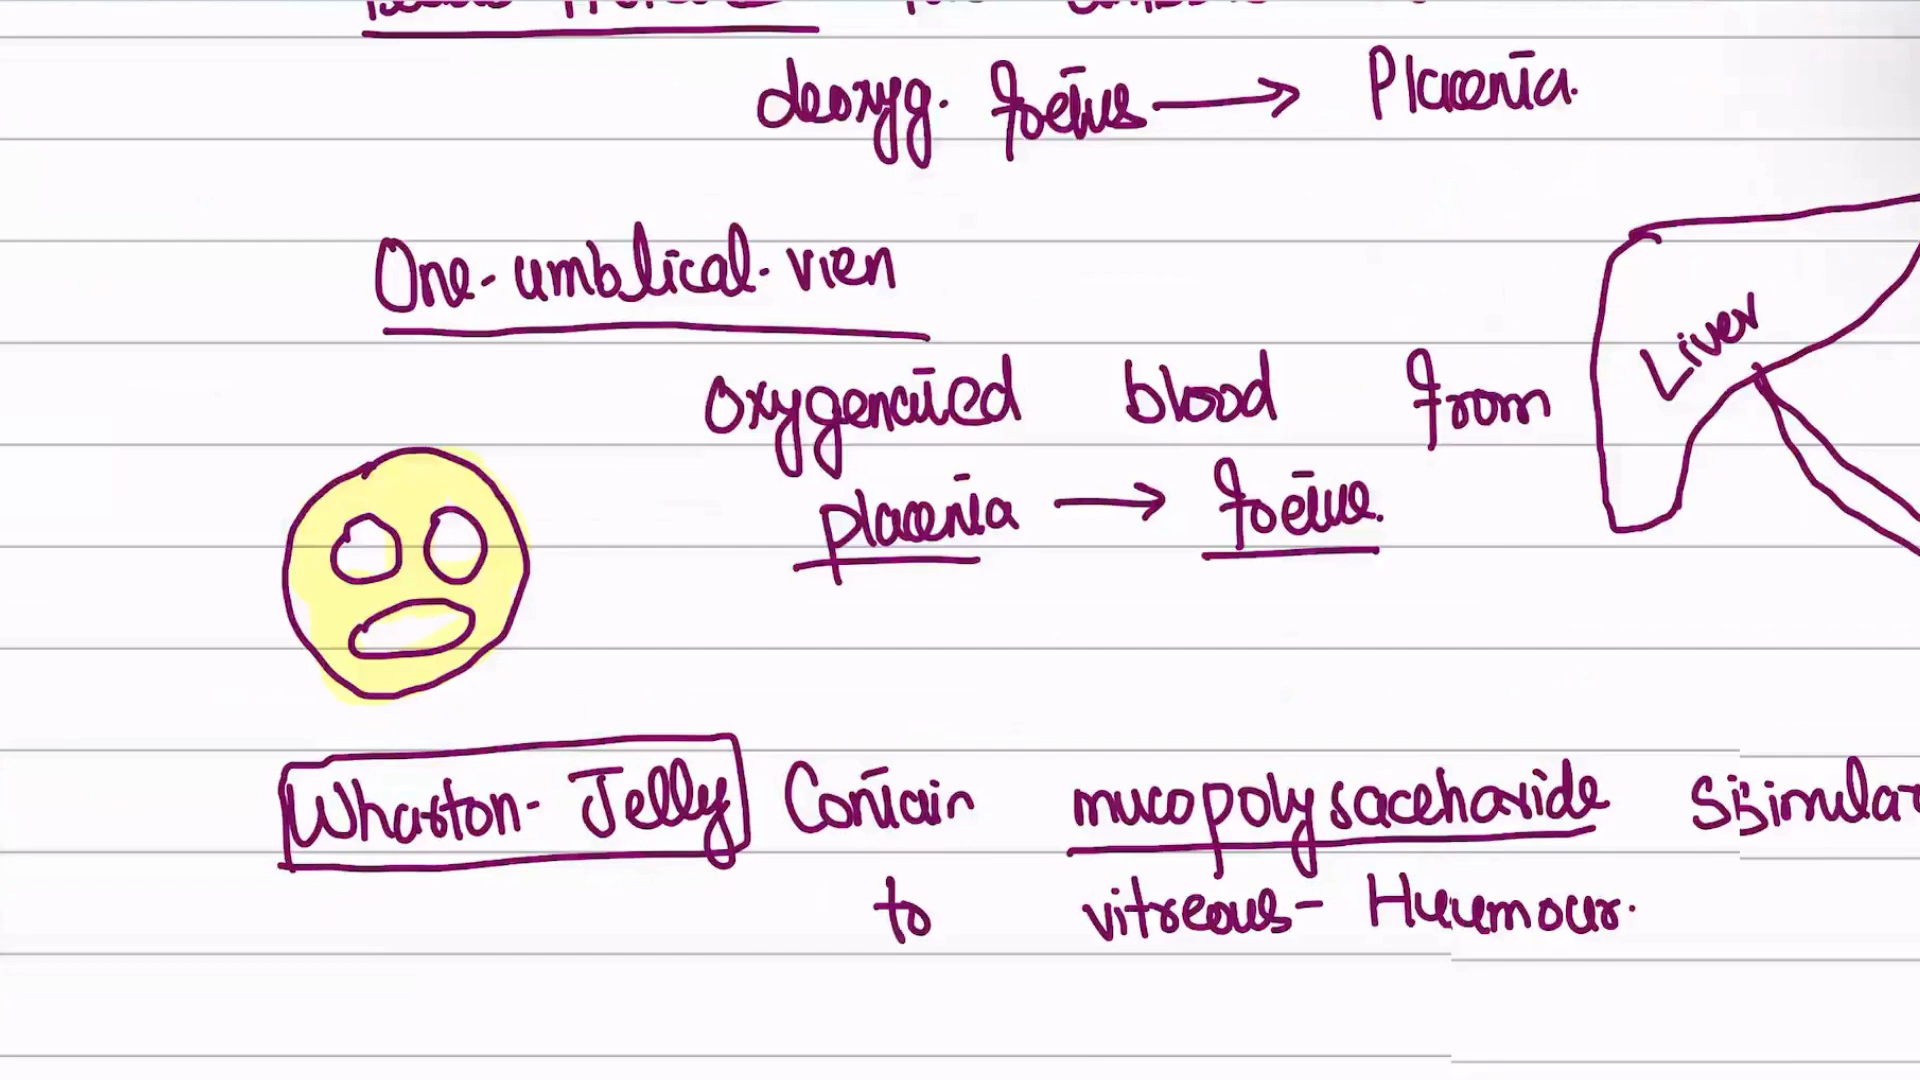 deoxyg. foetus → Placenta.
One-umblical-vien
oxygenated blood from
placenta → foetus.
Liver
Wharton- Jelly Contain mucopolysaccharide Similar
to vitreous- Humour.